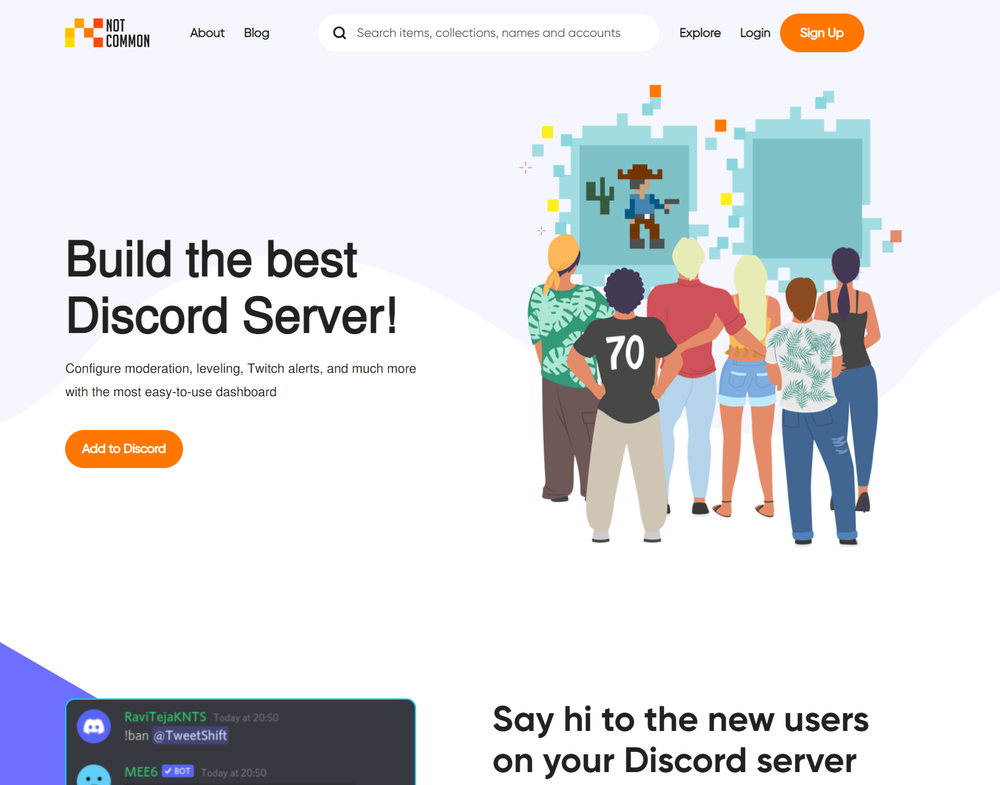 NOT
COMMON
About Blog
Search items, collections, names and accounts
Explore Login Sign Up
Build the best
Discord Server!
Configure moderation, leveling, Twitch alerts, and much more
with the most easy-to-use dashboard
Add to Discord
70
RaviTejaKNTS Today at 20:50
!ban @TweetShift
MEE6 ✓ BOT Today at 20:50
Say hi to the new users
on your Discord server